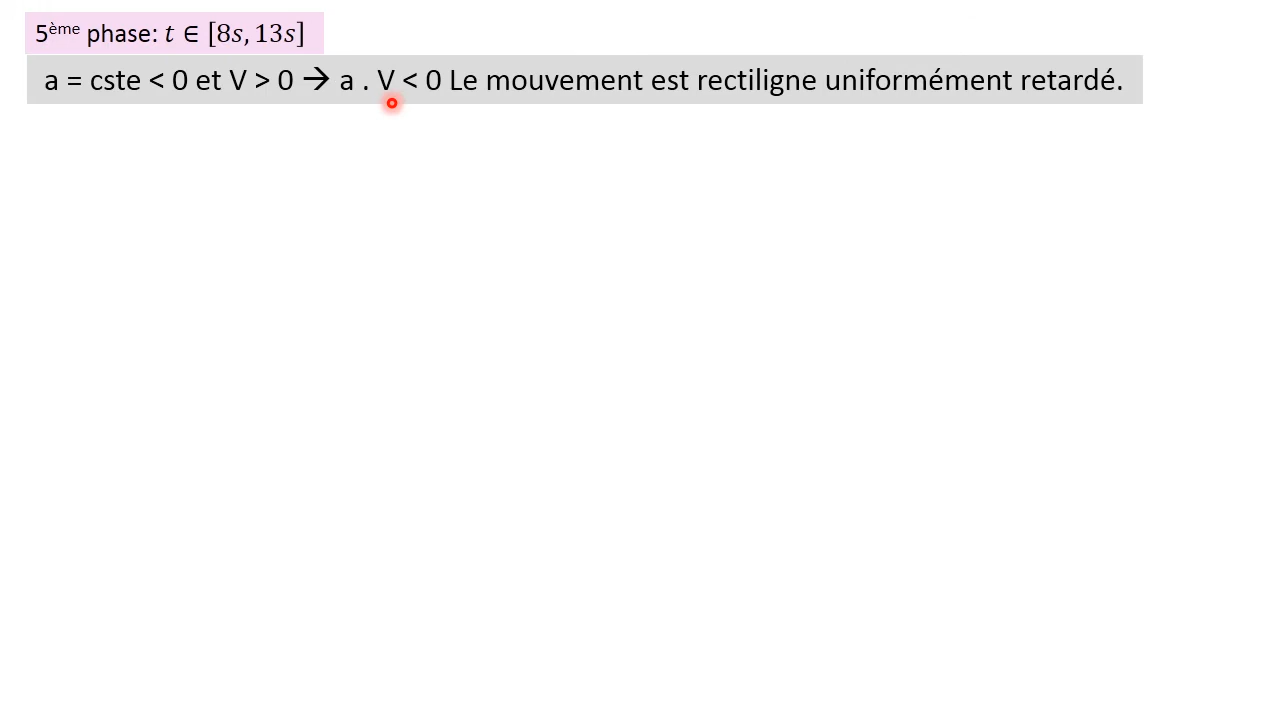 5ème phase: t ∈ [8s, 13s]
a = cste < 0 et V > 0 → a . V < 0 Le mouvement est rectiligne uniformément retardé.